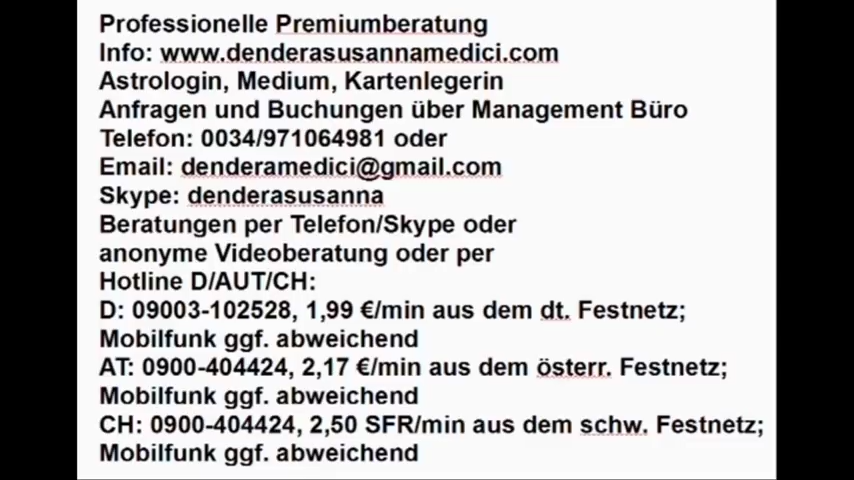 Professionelle Premiumberatung
Info: www.denderasusannamedici.com
Astrologin, Medium, Kartenlegerin
Anfragen und Buchungen über Management Büro
Telefon: 0034/971064981 oder
Email: denderamedici@gmail.com
Skype: denderasusanna
Beratungen per Telefon/Skype oder
anonyme Videoberatung oder per
Hotline D/AUT/CH:
D: 09003-102528, 1,99 €/min aus dem dt. Festnetz;
Mobilfunk ggf. abweichend
AT: 0900-404424, 2,17 €/min aus dem österr. Festnetz;
Mobilfunk ggf. abweichend
CH: 0900-404424, 2,50 SFR/min aus dem schw. Festnetz;
Mobilfunk ggf. abweichend